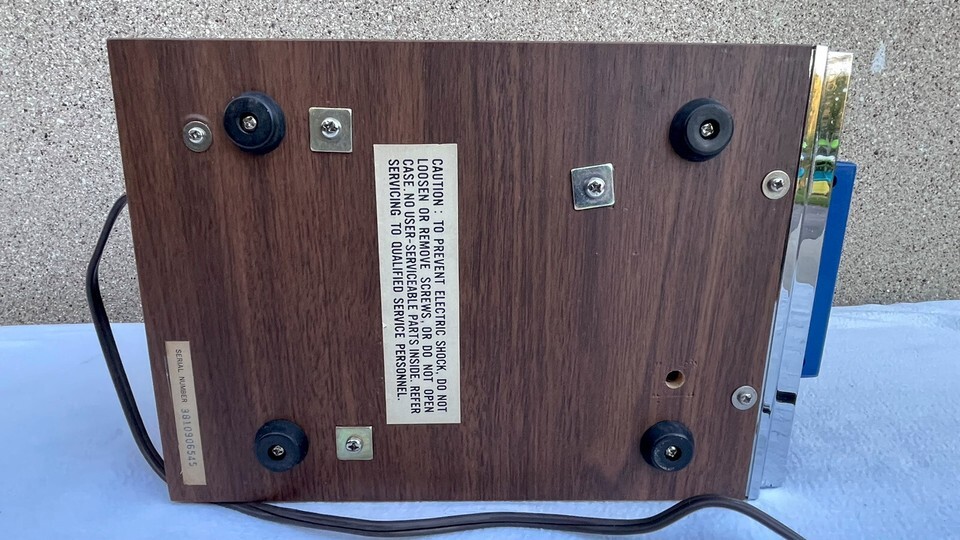 CAUTION : TO PREVENT ELECTRIC SHOCK, DO NOT
LOOSEN OR REMOVE SCREWS, OR DO NOT OPEN
CASE. NO USER-SERVICEABLE PARTS INSIDE. REFER
SERVICING TO QUALIFIED SERVICE PERSONNEL.
SERIAL NUMBER 3810906545